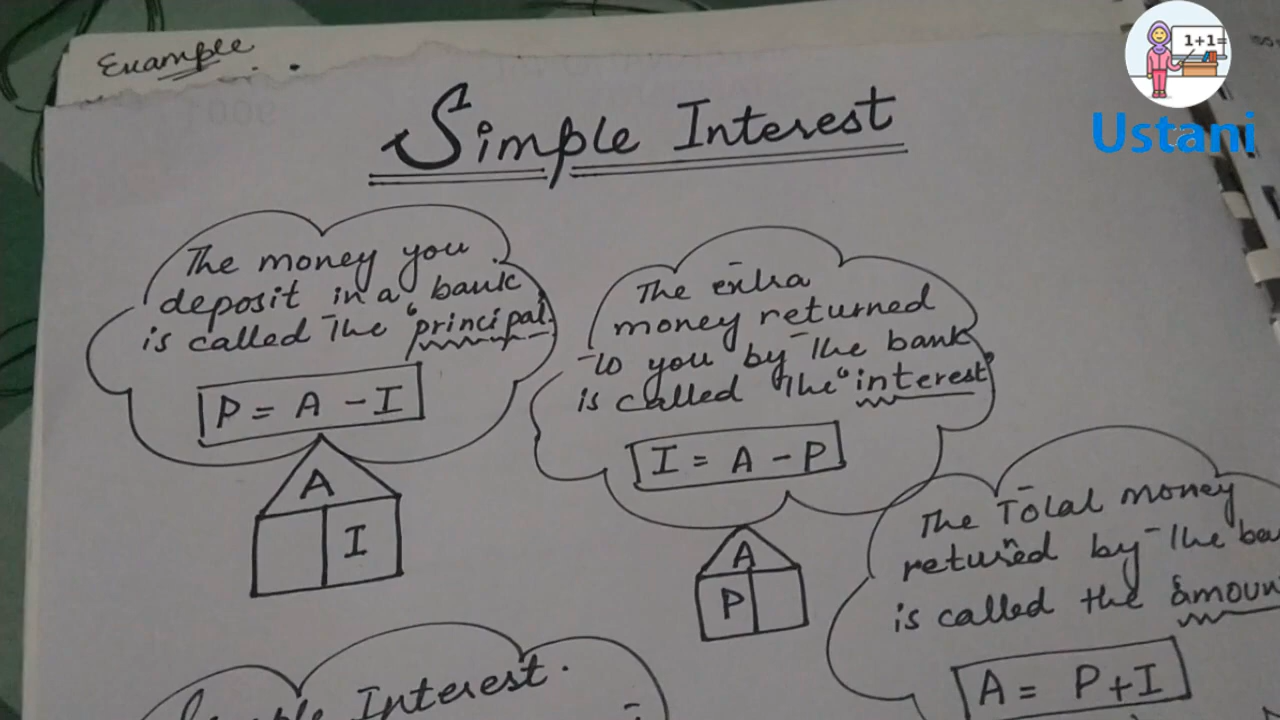 Example
Simple Interest
1+1=
Ustani
The money you
deposit in a bank
is called the "principal.
P = A - I
A
I
The extra
money returned
to you by the bank
is called the "interest"
I = A - P
A
P
The Total money
returned by the
is called the
A = P+I
Simple Interest.